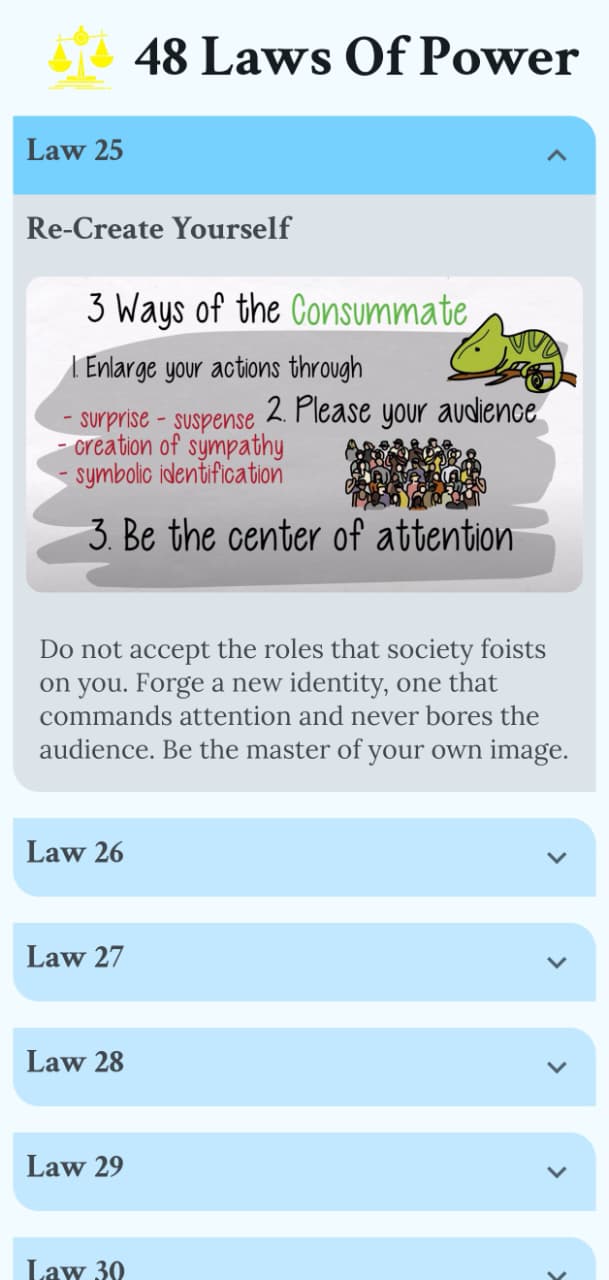 48 Laws Of Power
Law 25
Re-Create Yourself
3 Ways of the Consummate
1. Enlarge your actions through
- surprise - suspense
- creation of sympathy
- symbolic identification
2. Please your audience
3. Be the center of attention
Do not accept the roles that society foists
on you. Forge a new identity, one that
commands attention and never bores the
audience. Be the master of your own image.
Law 26
Law 27
Law 28
Law 29
Law 30